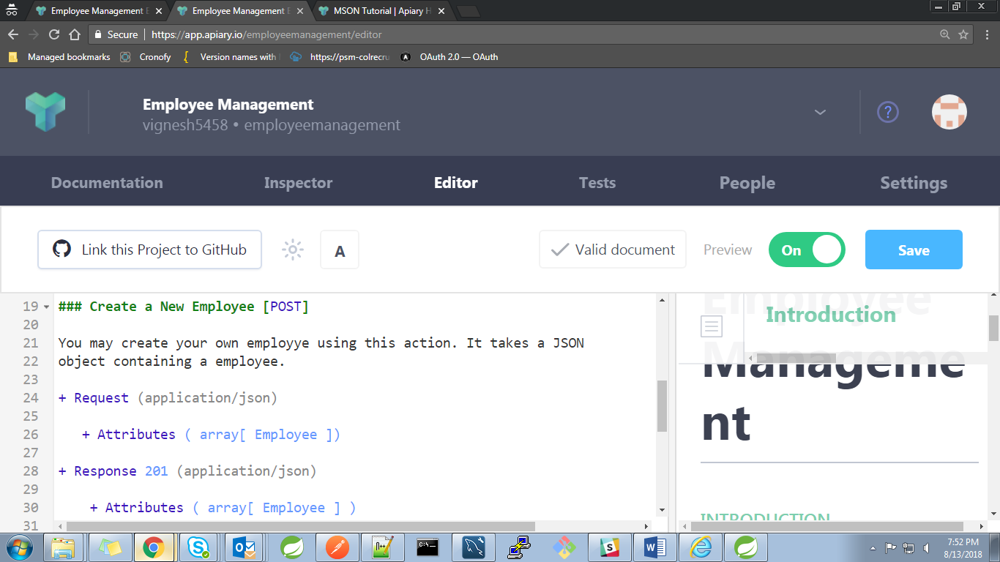 Employee Management E
Employee Management E
MSON Tutorial | Apiary H
Secure
https://app.apiary.io/employeemanagement/editor
Managed bookmarks
Cronofy
Version names with
https://psm-colrecru
OAuth 2.0 — OAuth
Employee Management
vignesh5458 • employeemanagement
?
Documentation
Inspector
Editor
Tests
People
Settings
Link this Project to GitHub
A
Valid document
Preview
On
Save
19 ### Create a New Employee [POST]
20
21 You may create your own employye using this action. It takes a JSON
22 object containing a employee.
23
24 + Request (application/json)
25
26 + Attributes ( array[ Employee ])
27
28 + Response 201 (application/json)
29
30 + Attributes ( array[ Employee ] )
31
Employee
Introduction
Manageme
nt
INTRODUCTION
7:52 PM
8/13/2018